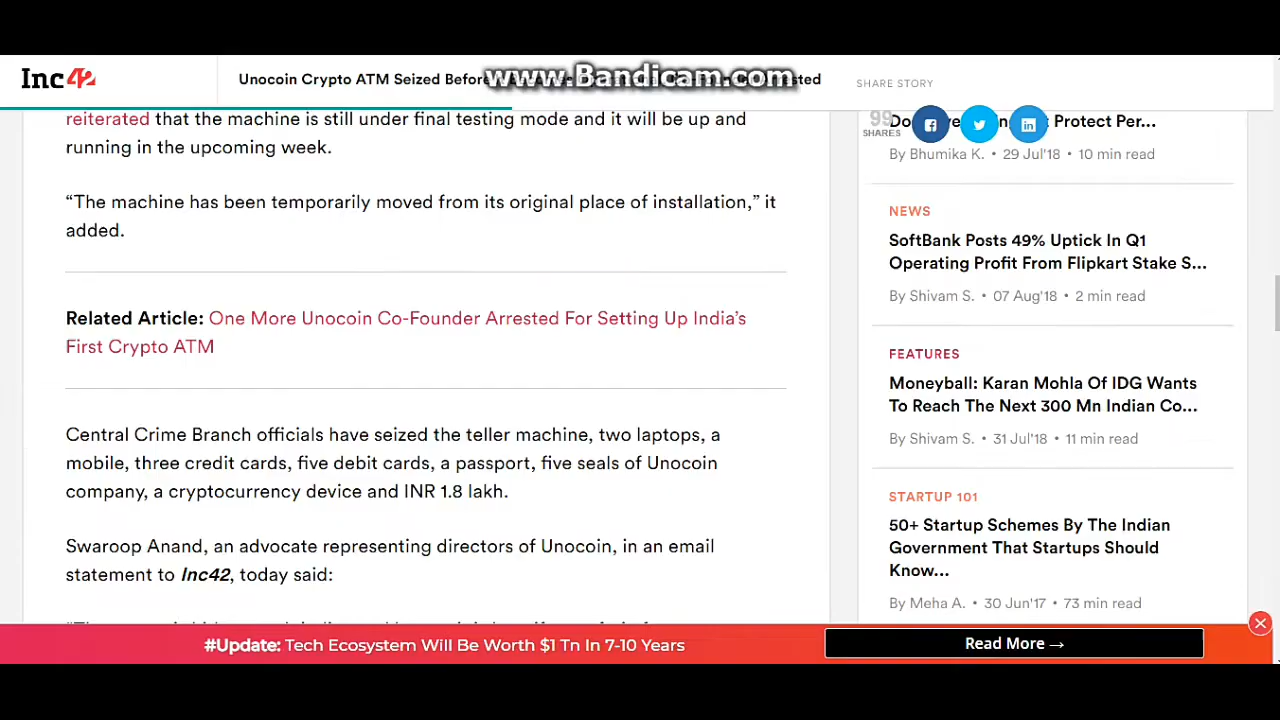 Inc42
Unocoin Crypto ATM Seized Before
www.Bandicam.com
SHARE STORY
99
SHARES
reiterated that the machine is still under final testing mode and it will be up and
running in the upcoming week.
“The machine has been temporarily moved from its original place of installation,” it
added.
Related Article: One More Unocoin Co-Founder Arrested For Setting Up India’s
First Crypto ATM
Central Crime Branch officials have seized the teller machine, two laptops, a
mobile, three credit cards, five debit cards, a passport, five seals of Unocoin
company, a cryptocurrency device and INR 1.8 lakh.
Swaroop Anand, an advocate representing directors of Unocoin, in an email
statement to Inc42, today said:
Protect Per...
By Bhumika K. • 29 Jul'18 • 10 min read
NEWS
SoftBank Posts 49% Uptick In Q1
Operating Profit From Flipkart Stake S...
By Shivam S. • 07 Aug'18 • 2 min read
FEATURES
Moneyball: Karan Mohla Of IDG Wants
To Reach The Next 300 Mn Indian Co...
By Shivam S. • 31 Jul'18 • 11 min read
STARTUP 101
50+ Startup Schemes By The Indian
Government That Startups Should
Know...
By Meha A. • 30 Jun'17 • 73 min read
#Update: Tech Ecosystem Will Be Worth $1 Tn In 7-10 Years
Read More →